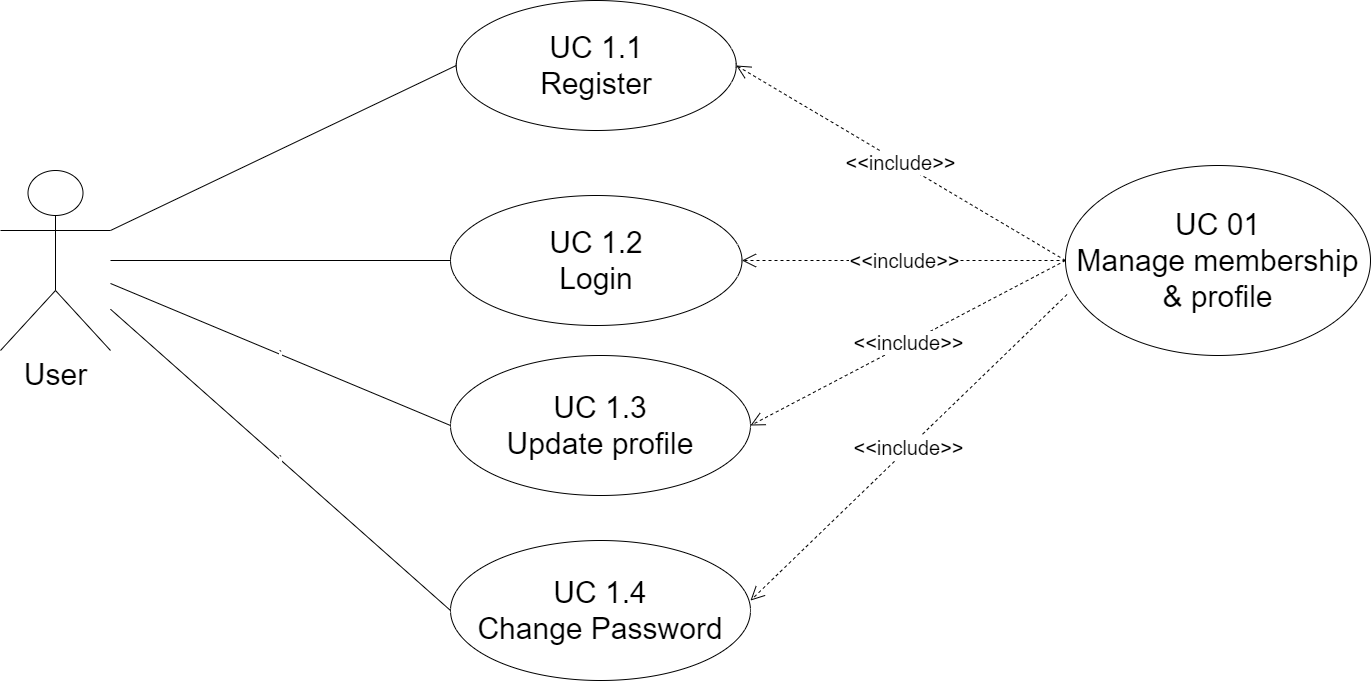 UC 1.1
Register
<<include>>
UC 01
Manage membership
& profile
UC 1.2
Login
<<include>>
User
<<include>>
UC 1.3
Update profile
<<include>>
UC 1.4
Change Password